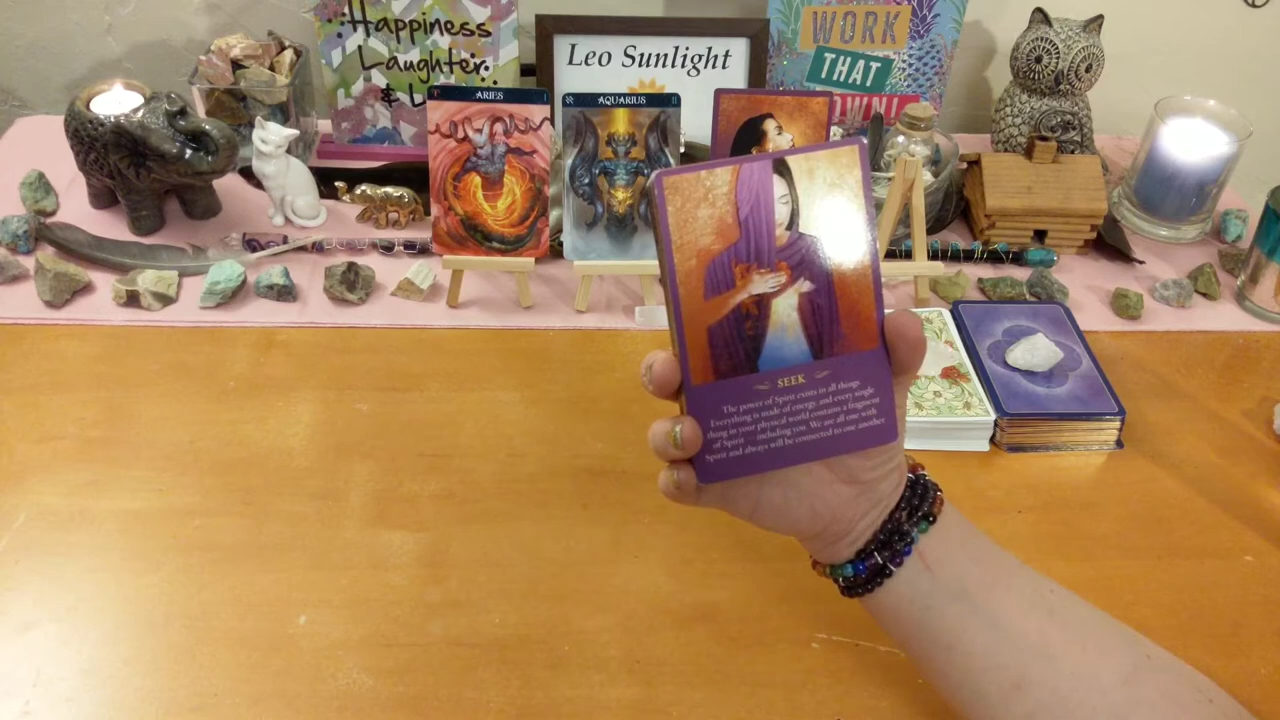 Happiness
Laughter
& L
Leo Sunlight
WORK
THAT
OWN!
ARIES
I
AQUARIUS
II
SEEK
The power of Spirit exists in all things.
Everything is made of energy, and every single
thing in your physical world contains a fragment
of Spirit — including you. We are all one with
Spirit and always will be connected to one another